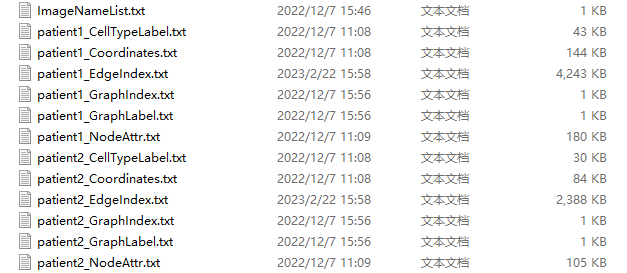 ImageNameList.txt 2022/12/7 15:46 文本文档 1 KB
patient1_CellTypeLabel.txt 2022/12/7 11:08 文本文档 43 KB
patient1_Coordinates.txt 2022/12/7 11:08 文本文档 144 KB
patient1_EdgeIndex.txt 2023/2/22 15:58 文本文档 4,243 KB
patient1_GraphIndex.txt 2022/12/7 15:56 文本文档 1 KB
patient1_GraphLabel.txt 2022/12/7 15:56 文本文档 1 KB
patient1_NodeAttr.txt 2022/12/7 11:09 文本文档 180 KB
patient2_CellTypeLabel.txt 2022/12/7 11:08 文本文档 30 KB
patient2_Coordinates.txt 2022/12/7 11:08 文本文档 84 KB
patient2_EdgeIndex.txt 2023/2/22 15:58 文本文档 2,388 KB
patient2_GraphIndex.txt 2022/12/7 15:56 文本文档 1 KB
patient2_GraphLabel.txt 2022/12/7 15:56 文本文档 1 KB
patient2_NodeAttr.txt 2022/12/7 11:09 文本文档 105 KB